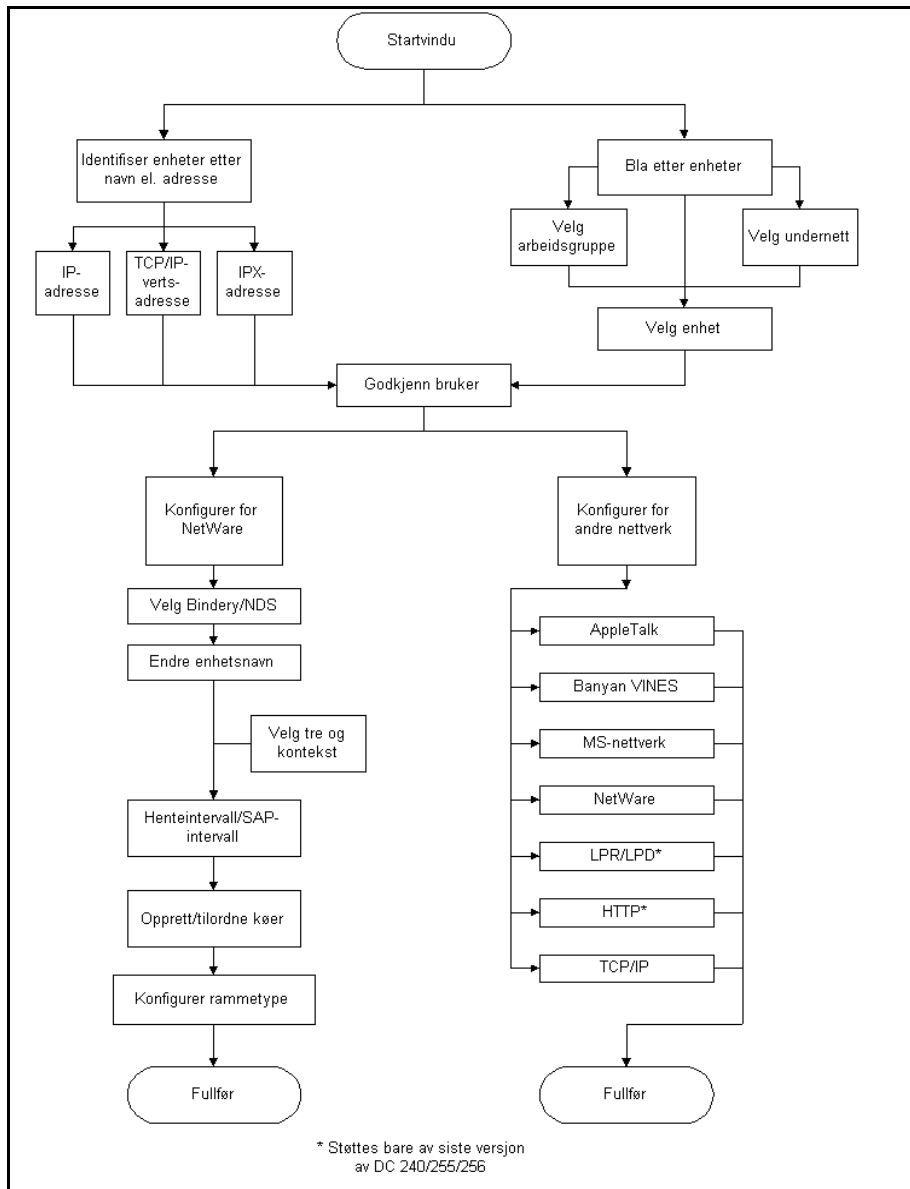 Startvindu
Identifiser enheter etter
navn el. adresse
Bla etter enheter
Velg
arbeidsgruppe
Velg undernett
IP-
adresse
TCP/IP-
verts-
adresse
IPX-
adresse
Velg enhet
Godkjenn bruker
Konfigurer for
NetWare
Velg Bindery/NDS
Endre enhetsnavn
Velg tre og
kontekst
Henteintervall/SAP-
intervall
Opprett/tilordne køer
Konfigurer rammetype
Fullfør
Konfigurer for
andre nettverk
AppleTalk
Banyan VINES
MS-nettverk
NetWare
LPR/LPD*
HTTP*
TCP/IP
Fullfør
* Støttes bare av siste versjon
av DC 240/255/256